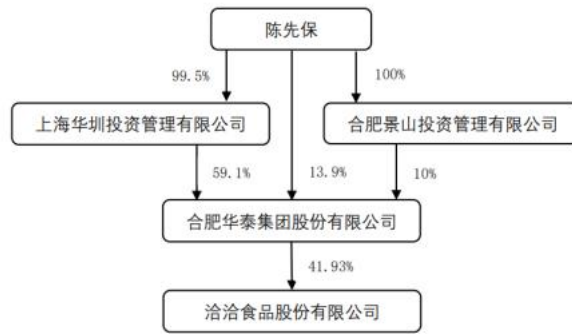 陈先保
99.5%
100%
上海华圳投资管理有限公司
合肥景山投资管理有限公司
59.1%
13.9%
10%
合肥华泰集团股份有限公司
41.93%
洽洽食品股份有限公司